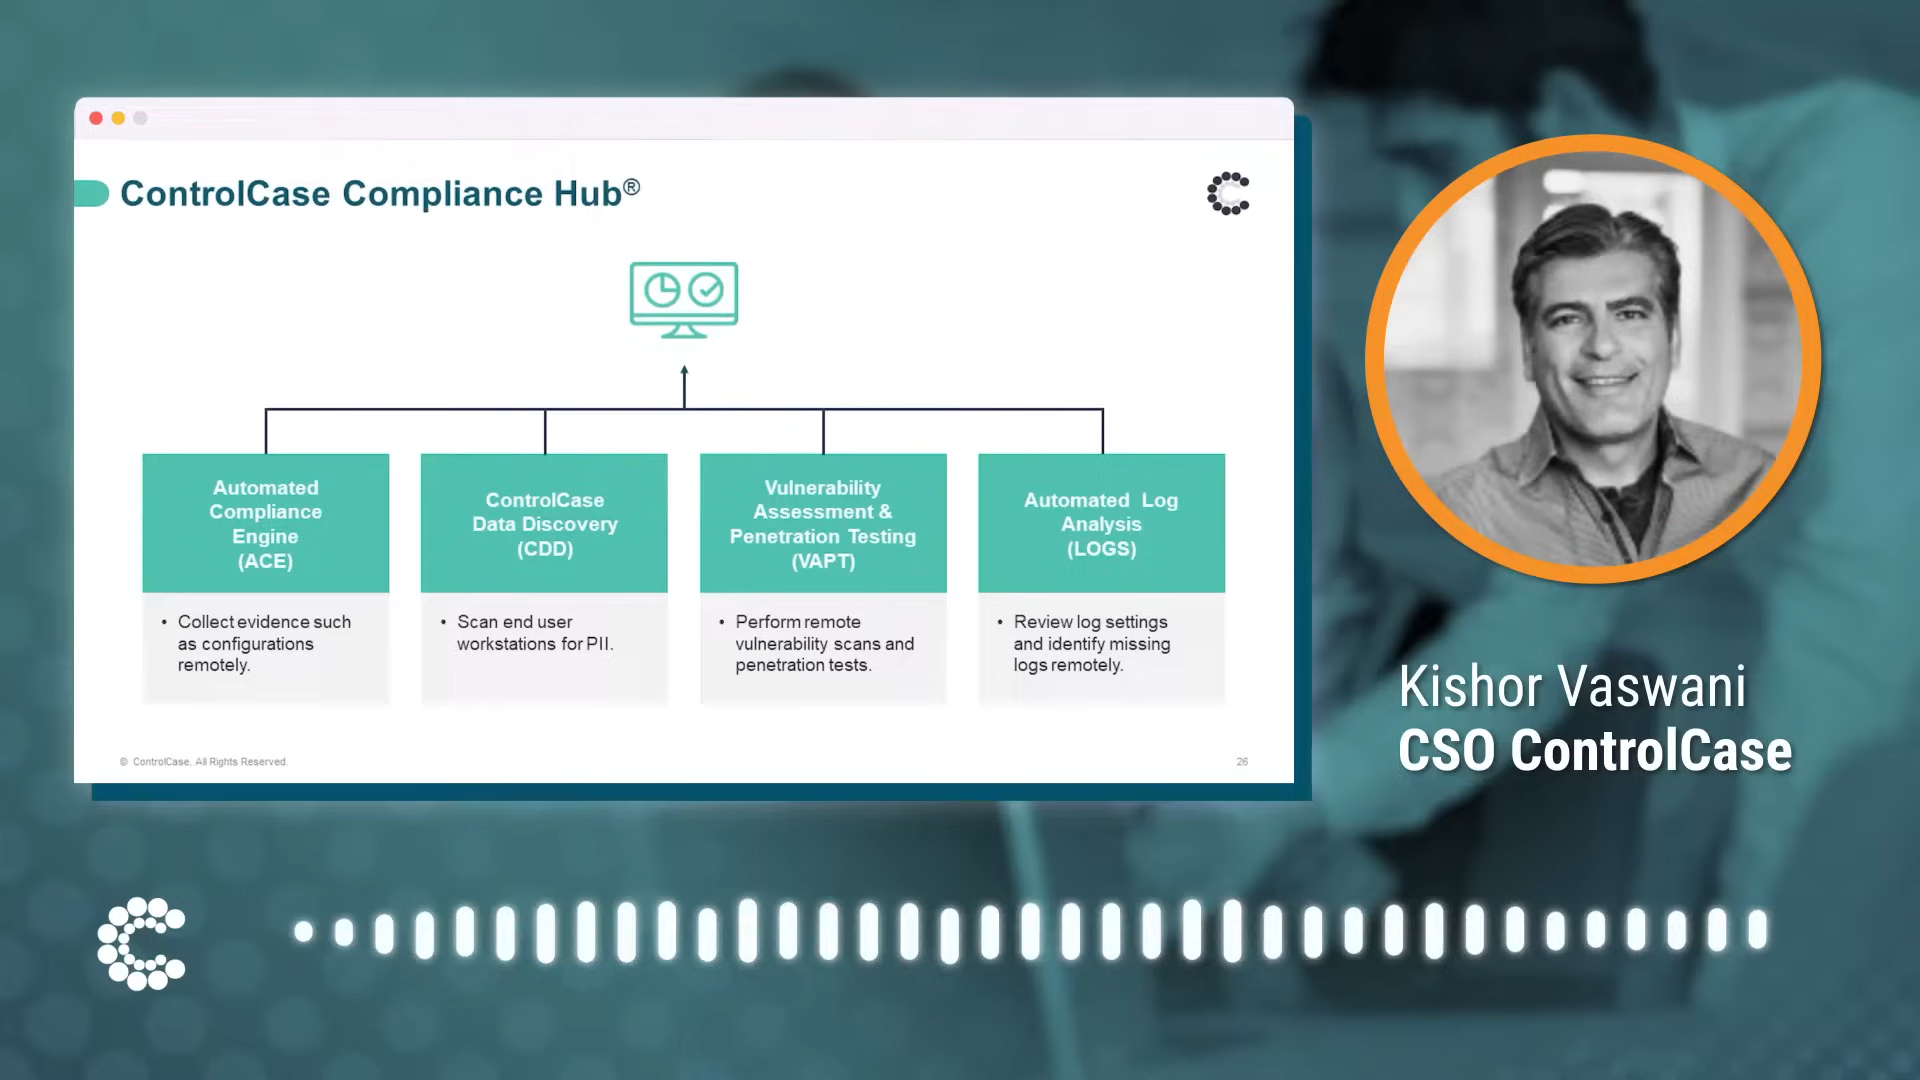 ControlCase Compliance Hub®
Automated
Compliance
Engine
(ACE)
• Collect evidence such
as configurations
remotely.
ControlCase
Data Discovery
(CDD)
• Scan end user
workstations for PII.
Vulnerability
Assessment &
Penetration Testing
(VAPT)
• Perform remote
vulnerability scans and
penetration tests.
Automated Log
Analysis
(LOGS)
• Review log settings
and identify missing
logs remotely.
© ControlCase. All Rights Reserved.
26
Kishor Vaswani
CSO ControlCase